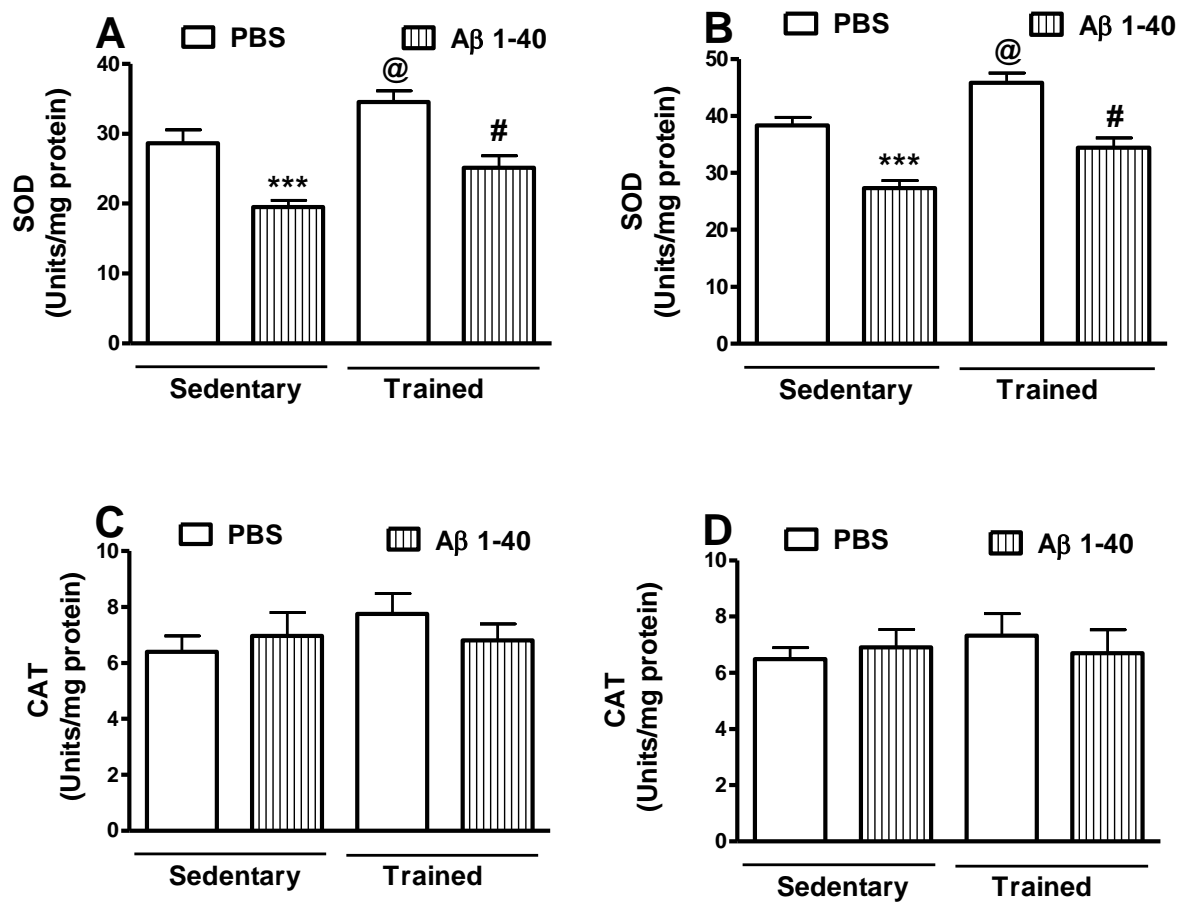 A
PBS
Aβ 1-40
SOD
(Units/mg protein)
40
30
20
10
0
***
@
#
Sedentary
Trained
B
PBS
Aβ 1-40
SOD
(Units/mg protein)
50
40
30
20
10
0
***
@
#
Sedentary
Trained
C
PBS
Aβ 1-40
CAT
(Units/mg protein)
10
8
6
4
2
0
Sedentary
Trained
D
PBS
Aβ 1-40
CAT
(Units/mg protein)
10
8
6
4
2
0
Sedentary
Trained